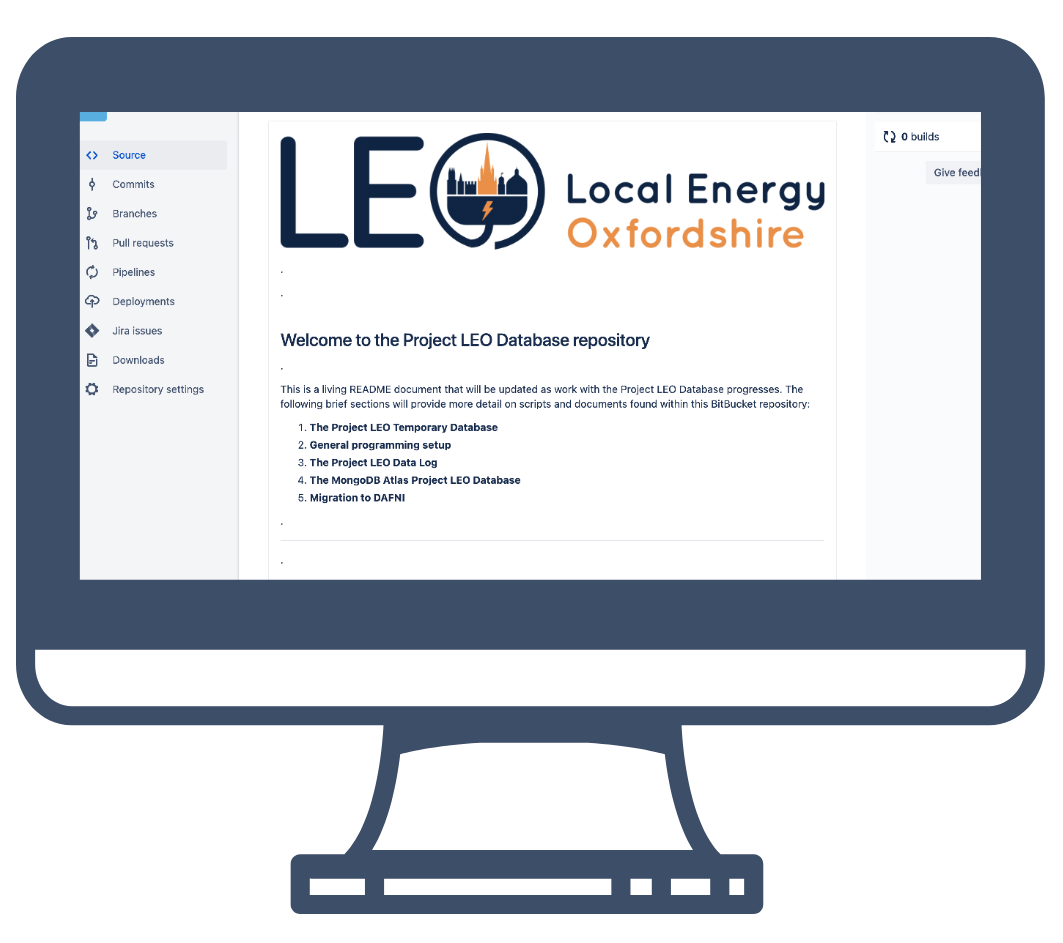 Source
Commits
Branches
Pull requests
Pipelines
Deployments
Jira issues
Downloads
Repository settings
LEO
Local Energy
Oxfordshire
.
.
Welcome to the Project LEO Database repository
.
This is a living README document that will be updated as work with the Project LEO Database progresses. The
following brief sections will provide more detail on scripts and documents found within this BitBucket repository:
1. The Project LEO Temporary Database
2. General programming setup
3. The Project LEO Data Log
4. The MongoDB Atlas Project LEO Database
5. Migration to DAFNI
.
.
0 builds
Give feed